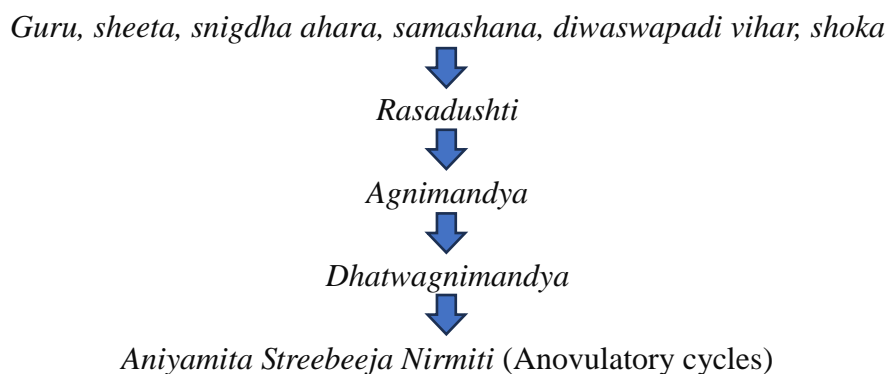 Guru, sheeta, snigdha ahara, samashana, diwaswapadi vihar, shoka
Rasadushti
Agnimandya
Dhatwagnimandya
Aniyamita Streebeeja Nirmiti (Anovulatory cycles)